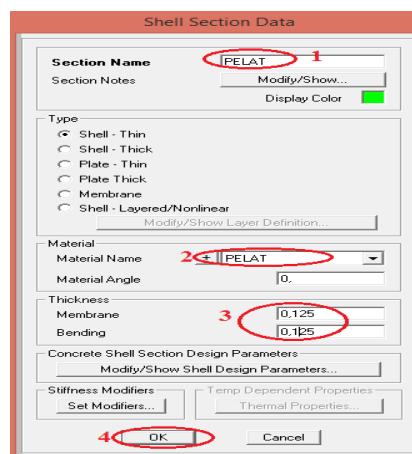 Shell Section Data
Section Name PELAT 1
Section Notes Modify/Show...
Display Color
Type
Shell - Thin
Shell - Thick
Plate - Thin
Plate Thick
Membrane
Shell - Layered/Nonlinear
Modify/Show Layer Definition...
Material
Material Name 2 + PELAT
Material Angle 0,
Thickness
Membrane 3 0,125
Bending 0,125
Concrete Shell Section Design Parameters
Modify/Show Shell Design Parameters...
Stiffness Modifiers Temp Dependent Properties
Set Modifiers... Thermal Properties...
4 OK Cancel